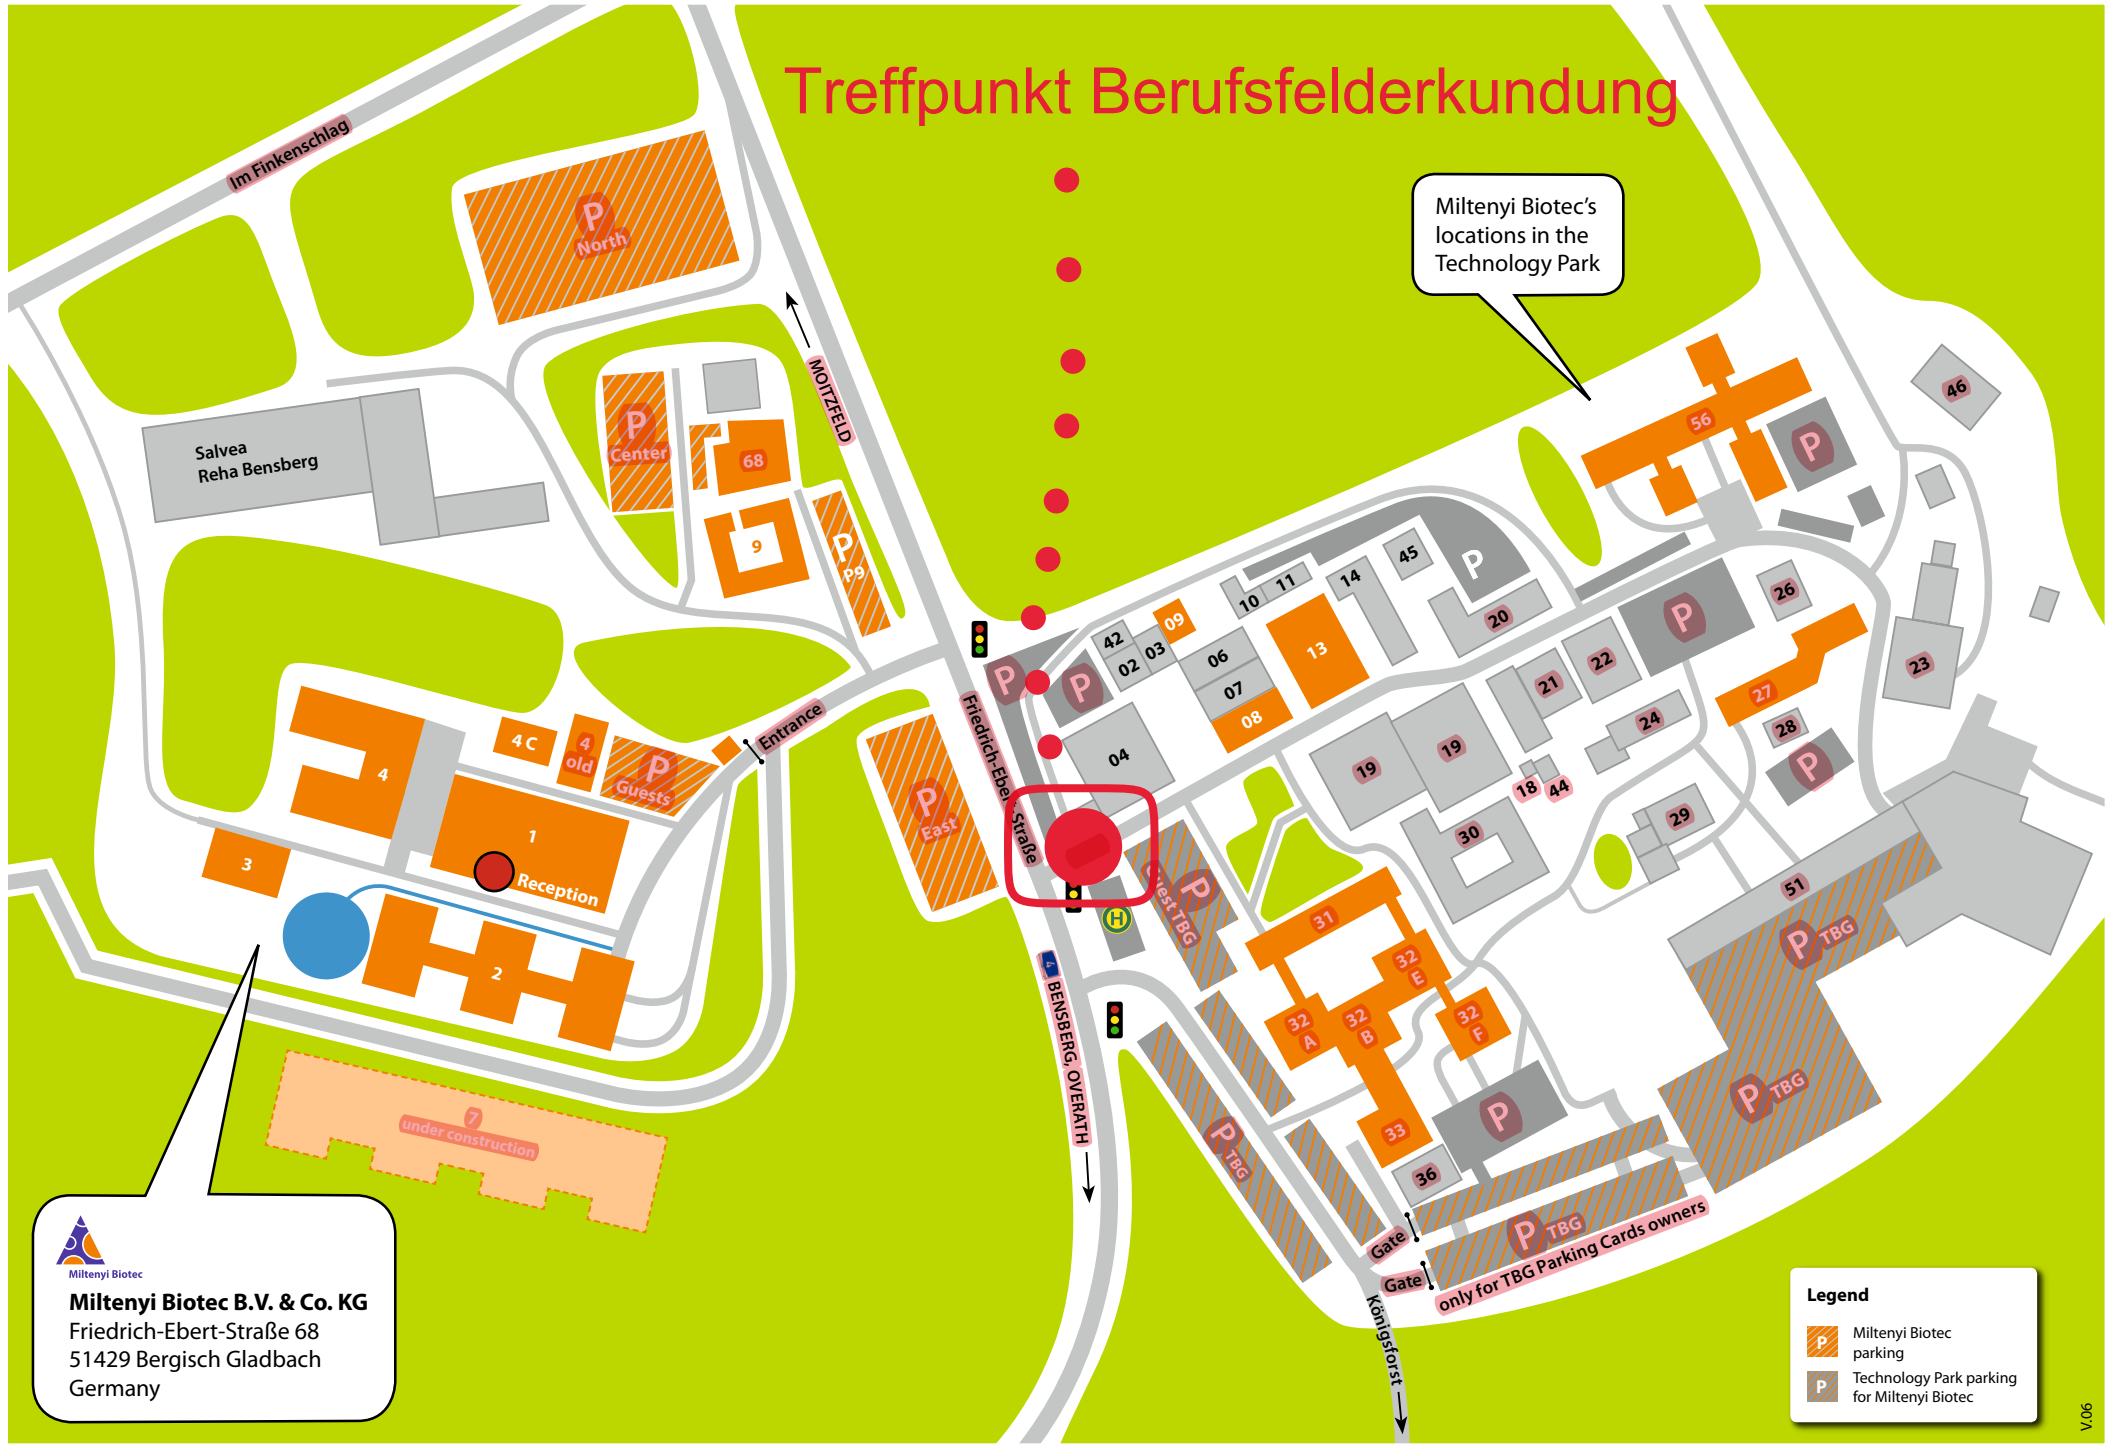 Treffpunkt Berufsfelderkundung
Im Finkenschlag
P
North
Miltenyi Biotec's
locations in the
Technology Park
MOITZFELD
P
Center
68
9
P
P9
Salvea
Reha Bensberg
56
P
46
45
P
14
11
10
20
26
09
42
03
02
06
07
08
13
P
22
21
23
27
28
P
24
P
P
04
19
19
18
44
29
30
Friedrich-Ebert-Straße
Entrance
4 C
4
old
P
Guests
4
1
Reception
3
2
P
East
P
Guest TBG
H
51
P TBG
31
32
E
32
A
32
B
32
F
4
BENSBERG, OVERATH
P TBG
7
under construction
P
TBG
P
33
36
Gate
Gate
P TBG
only for TBG Parking Cards owners
Königsforst
Miltenyi Biotec
Miltenyi Biotec B.V. & Co. KG
Friedrich-Ebert-Straße 68
51429 Bergisch Gladbach
Germany
Legend
P
Miltenyi Biotec
parking
P
Technology Park parking
for Miltenyi Biotec
V.06